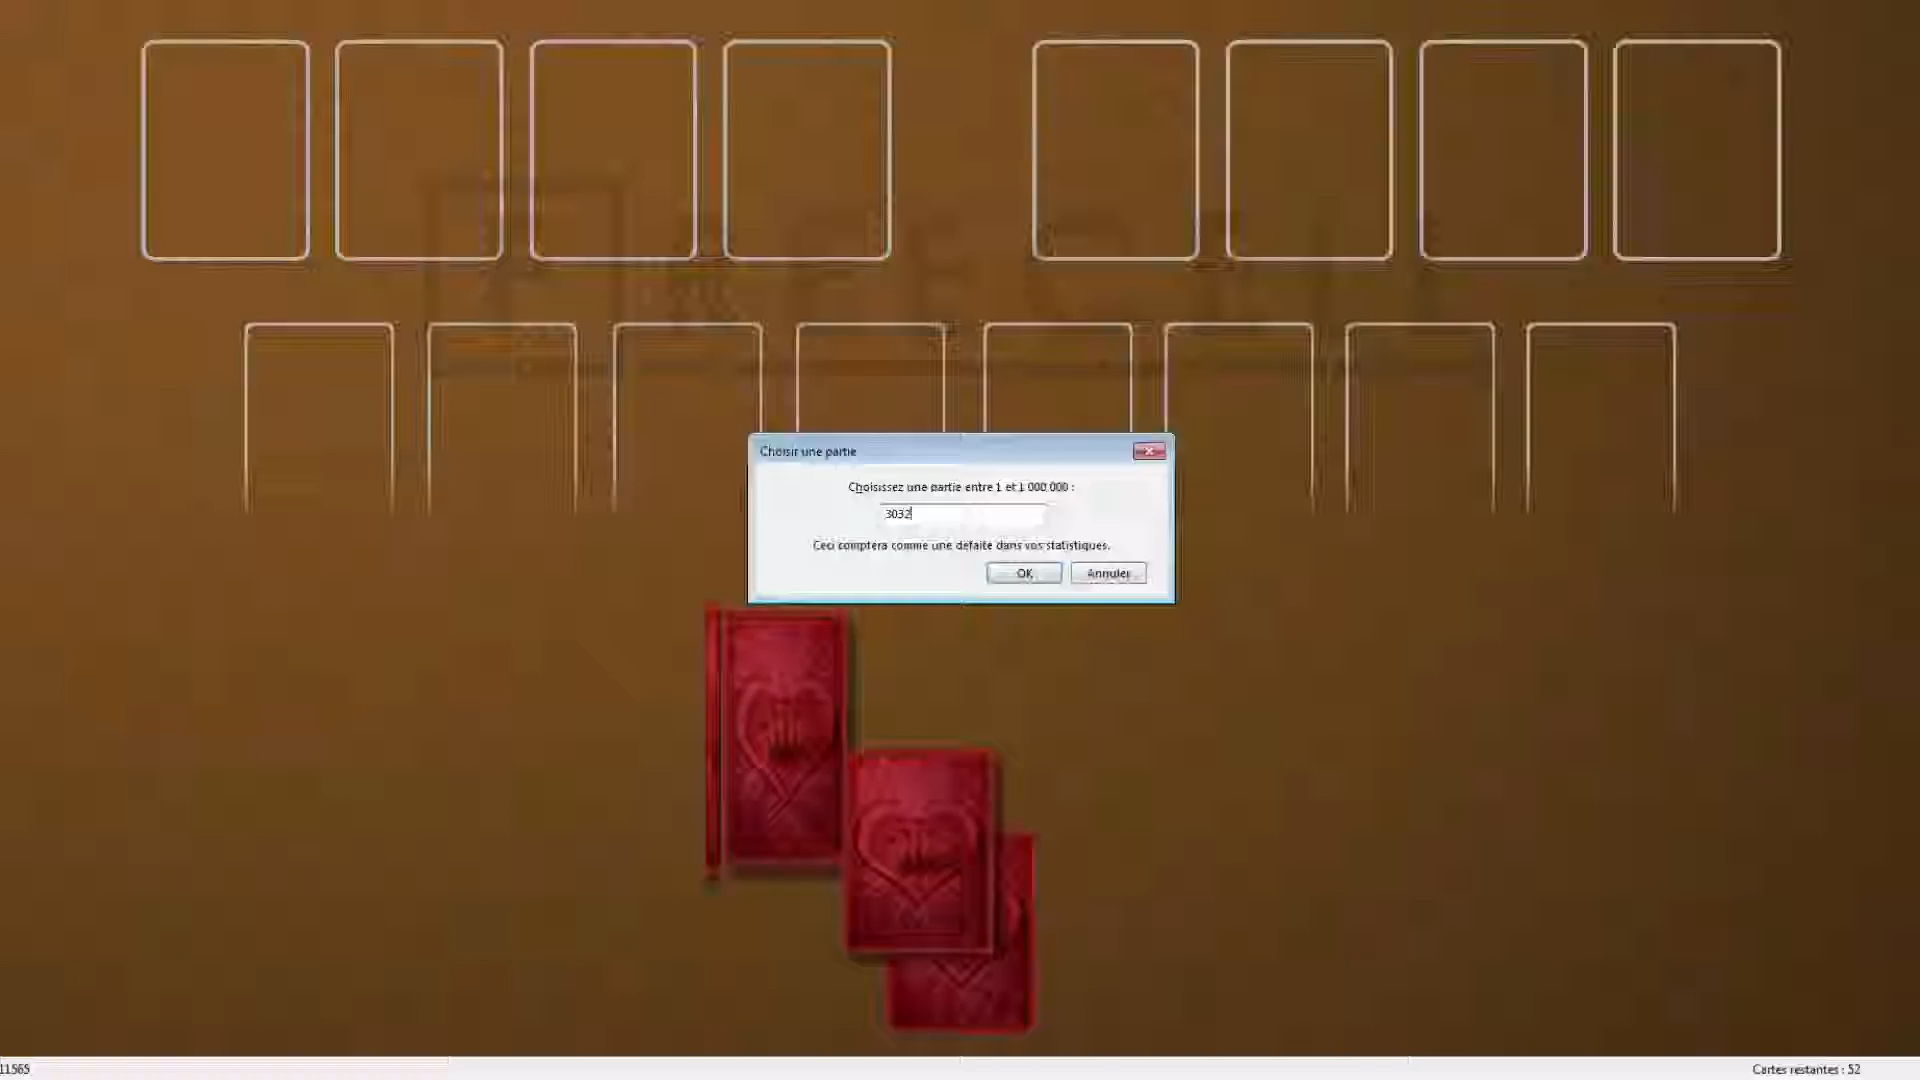 Choisir une partie
Choisissez une partie entre 1 et 1 000 000 :
3032
Ceci comptera comme une défaite dans vos statistiques.
OK
Annuler
11565
Cartes restantes : 52